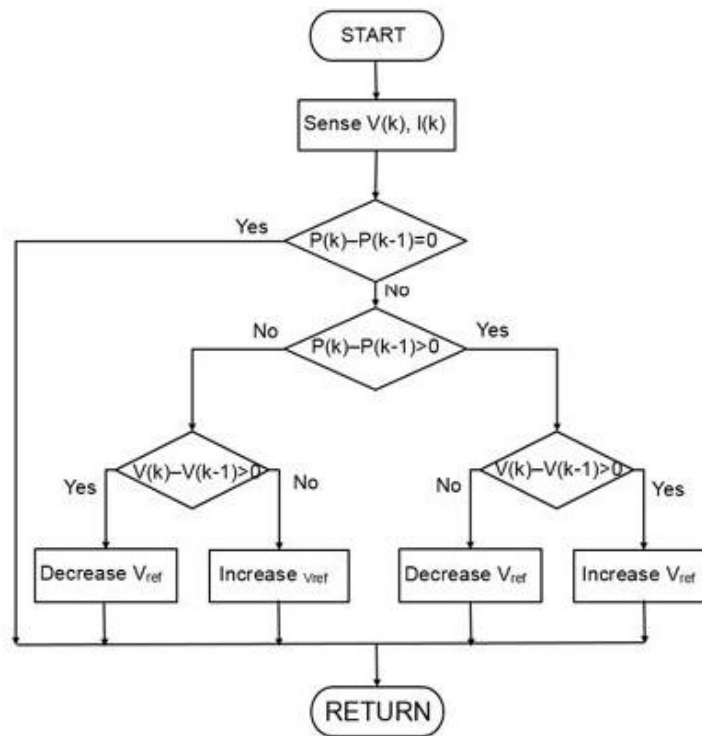 START
Sense V(k), I(k)
Yes
P(k)–P(k-1)=0
No
No
P(k)–P(k-1)>0
Yes
V(k)–V(k-1)>0
V(k)–V(k-1)>0
Yes
No
No
Yes
Decrease Vref
Increase Vref
Decrease Vref
Increase Vref
RETURN